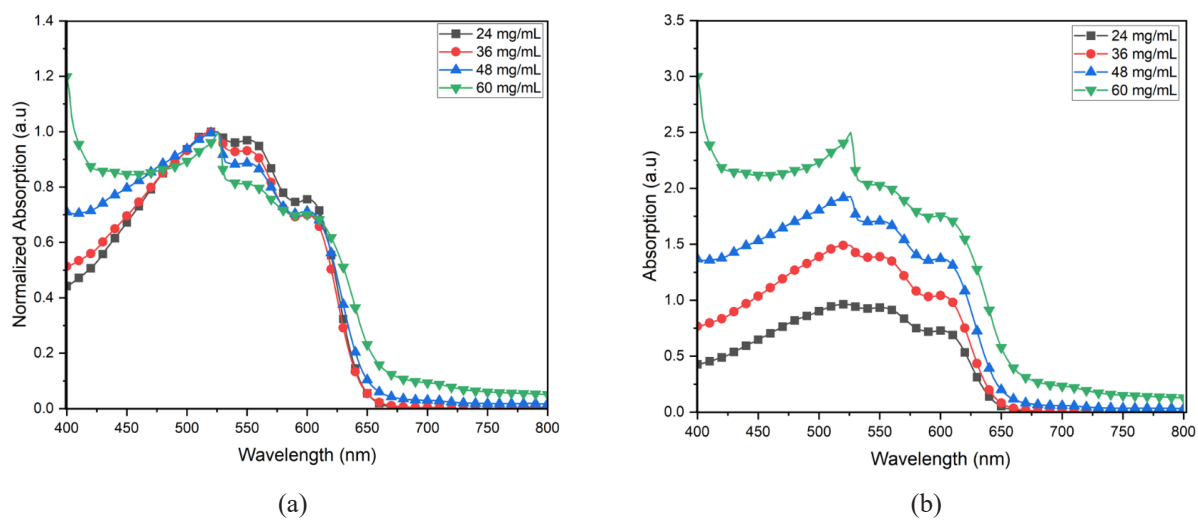 1.4
1.2
1.0
0.8
0.6
0.4
0.2
0.0
Normalized Absorption (a.u)
24 mg/mL
36 mg/mL
48 mg/mL
60 mg/mL
400 450 500 550 600 650 700 750 800
Wavelength (nm)
(a)
3.5
3.0
2.5
2.0
1.5
1.0
0.5
0.0
Absorption (a.u)
24 mg/mL
36 mg/mL
48 mg/mL
60 mg/mL
400 450 500 550 600 650 700 750 800
Wavelength (nm)
(b)